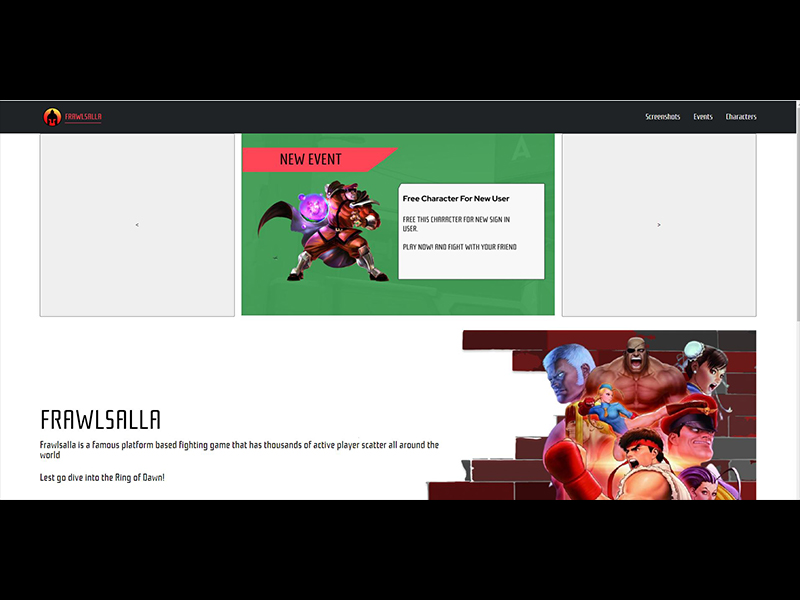 FRAWLSALLA
Screenshots Events Characters
NEW EVENT
<
Free Character For New User
FREE THIS CHARACTER FOR NEW SIGN IN
USER.
PLAY NOW! AND FIGHT WITH YOUR FRIEND
>
FRAWLSALLA
Frawlsalla is a famous platform based fighting game that has thousands of active player scatter all around the
world
Lest go dive into the Ring of Dawn!